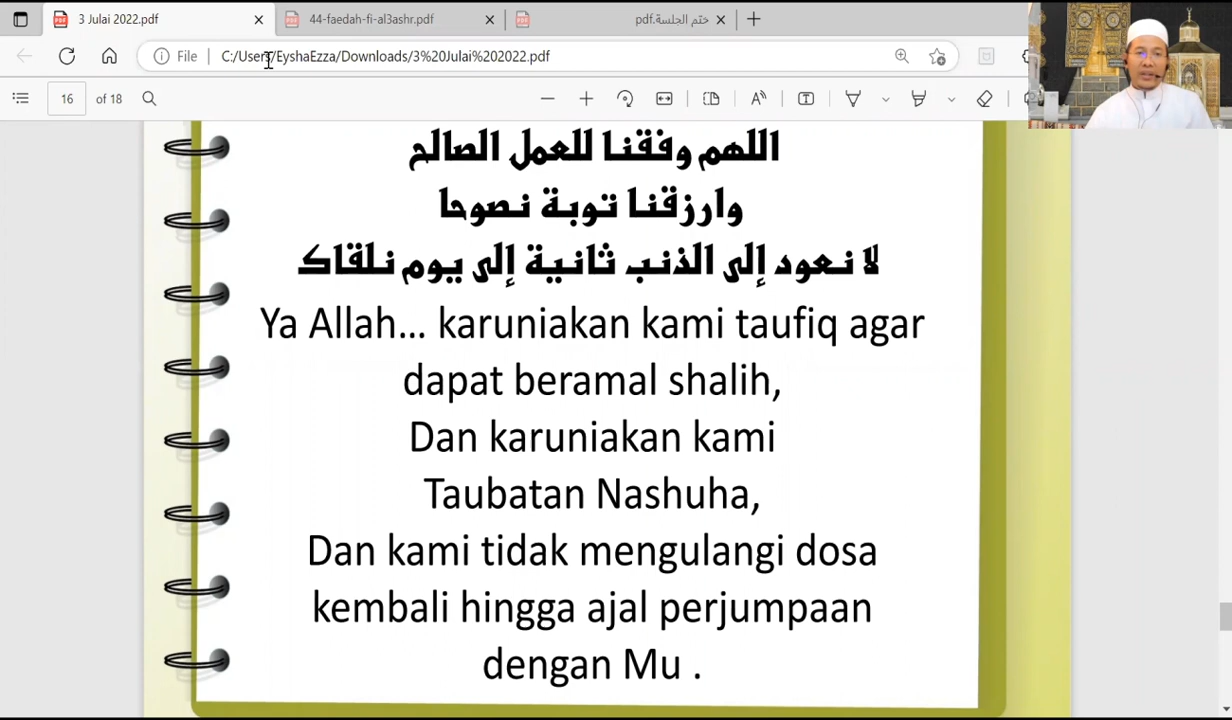 3 Julai 2022.pdf
44-faedah-fi-al3ashr.pdf
ختم الجلسة.pdf
File
C:/Users/EyshaEzza/Downloads/3%20Julai%202022.pdf
16 of 18
اللهم وفقنا للعمل الصالح
وارزقنا توبة نصوحا
لا نعود إلى الذنب ثانية إلى يوم نلقاك
Ya Allah... karuniakan kami taufiq agar
dapat beramal shalih,
Dan karuniakan kami
Taubatan Nashuha,
Dan kami tidak mengulangi dosa
kembali hingga ajal perjumpaan
dengan Mu .